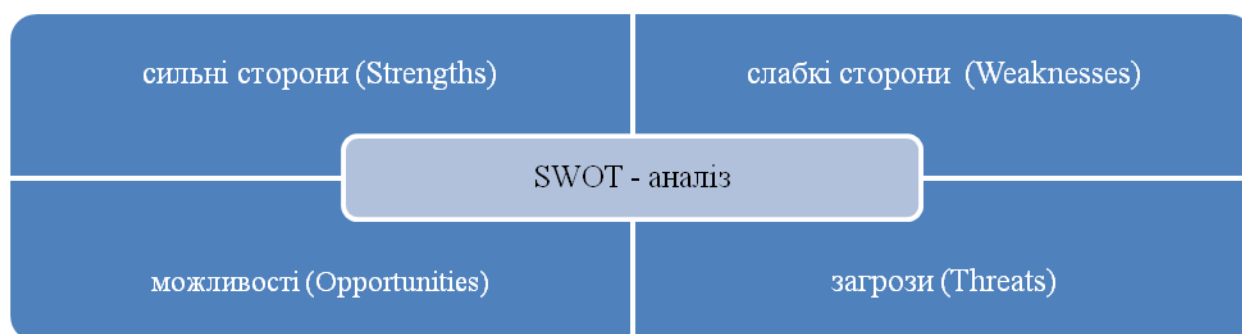 сильні сторони (Strengths)
слабкі сторони (Weaknesses)
SWOT - аналіз
можливості (Opportunities)
загрози (Threats)